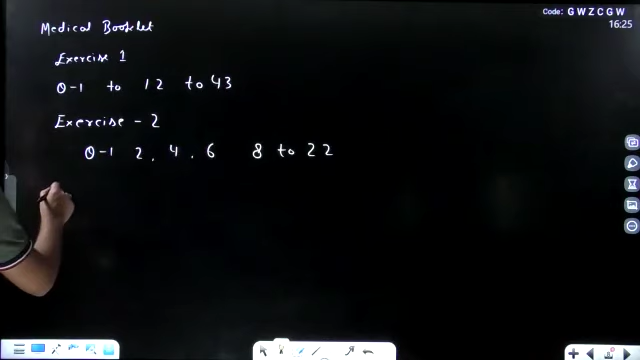 Code: GWZCGW
16:25
Medical Booklet
Exercise 1
Q-1 to 12 to 43
Exercise - 2
Q-1 2, 4, 6 8 to 22